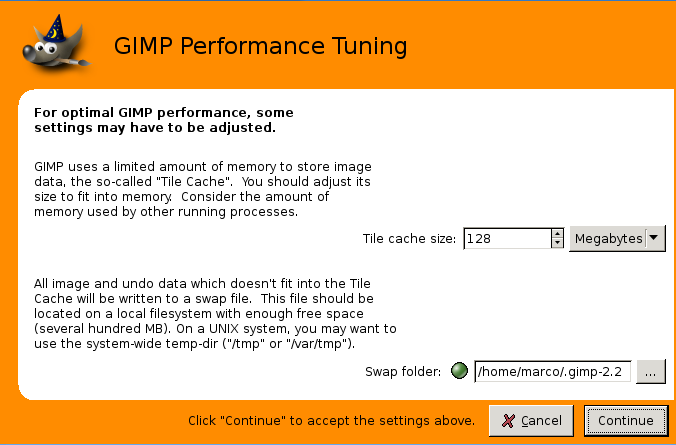 GIMP Performance Tuning
For optimal GIMP performance, some
settings may have to be adjusted.
GIMP uses a limited amount of memory to store image
data, the so-called "Tile Cache".  You should adjust its
size to fit into memory.  Consider the amount of
memory used by other running processes.
Tile cache size: 128 Megabytes
All image and undo data which doesn't fit into the Tile
Cache will be written to a swap file.  This file should be
located on a local filesystem with enough free space
(several hundred MB). On a UNIX system, you may want to
use the system-wide temp-dir ("/tmp" or "/var/tmp").
Swap folder: /home/marco/.gimp-2.2 ...
Click "Continue" to accept the settings above. Cancel Continue